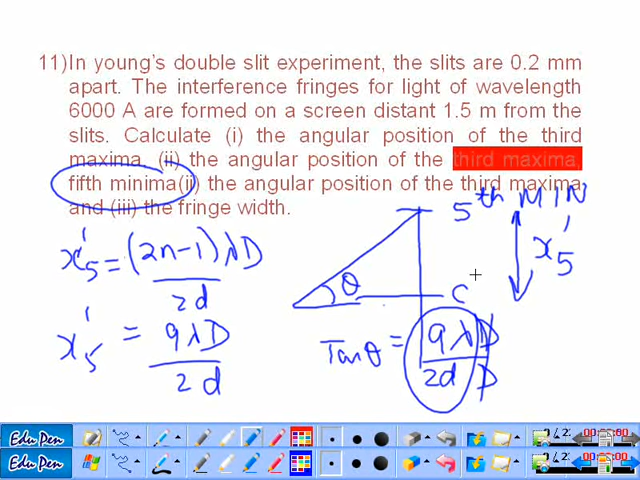 11) In young's double slit experiment, the slits are 0.2 mm
apart. The interference fringes for light of wavelength
6000 A are formed on a screen distant 1.5 m from the
slits. Calculate (i) the angular position of the third
maxima, (ii) the angular position of the third maxima,
fifth minima(ii) the angular position of the third maxima
and (iii) the fringe width.
5th MIN
x'5 = (2n-1)λD
2d
θ
C
x'5
x'5 = 9λD
2d
Tanθ = 9λD
2d D
Edu Pen
Edu Pen